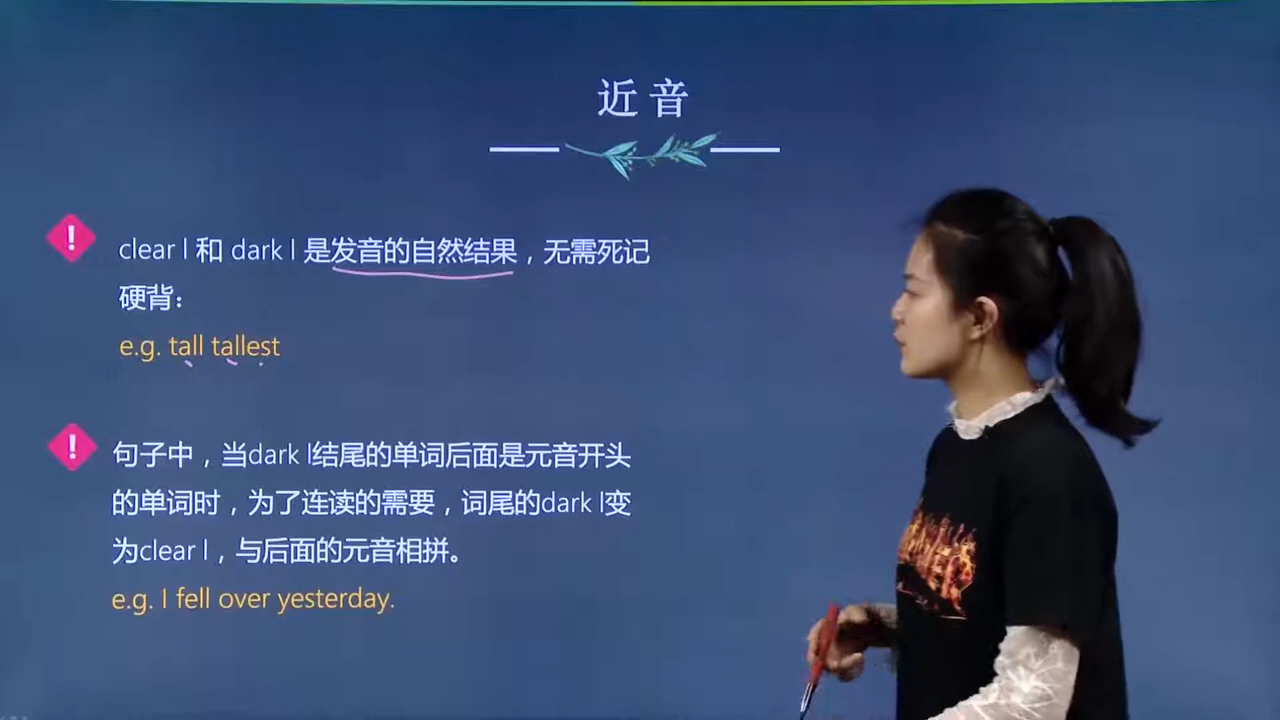 近音
clear l 和 dark l 是发音的自然结果，无需死记
硬背：
e.g. tall tallest
句子中，当dark l结尾的单词后面是元音开头
的单词时，为了连读的需要，词尾的dark l变
为clear l，与后面的元音相拼。
e.g. I fell over yesterday.